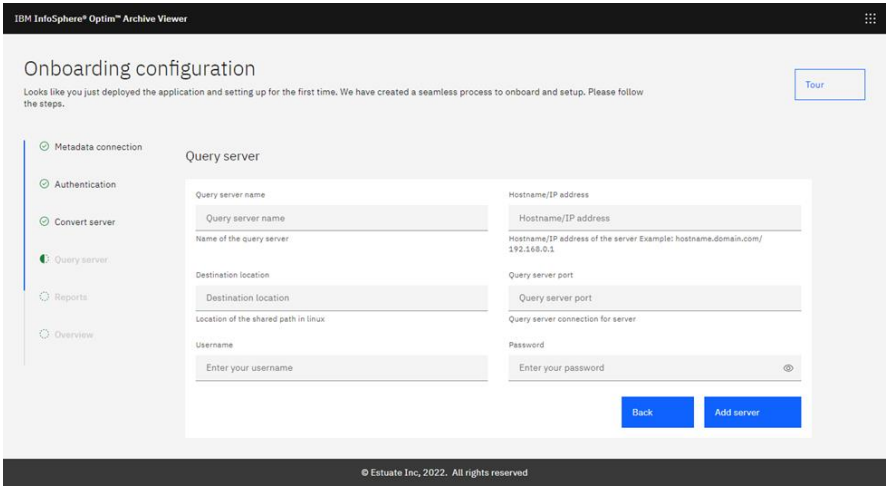 IBM InfoSphere® Optim™ Archive Viewer
Onboarding configuration
Looks like you just deployed the application and setting up for the first time. We have created a seamless process to onboard and setup. Please follow
the steps.
Tour
Metadata connection
Authentication
Convert server
Query server
Reports
Overview
Query server
Query server name
Query server name
Name of the query server
Hostname/IP address
Hostname/IP address
Hostname/IP address of the server Example: hostname.domain.com/
192.168.0.1
Destination location
Destination location
Location of the shared path in linux
Query server port
Query server port
Query server connection for server
Username
Enter your username
Password
Enter your password
Back
Add server
© Estuate Inc, 2022. All rights reserved